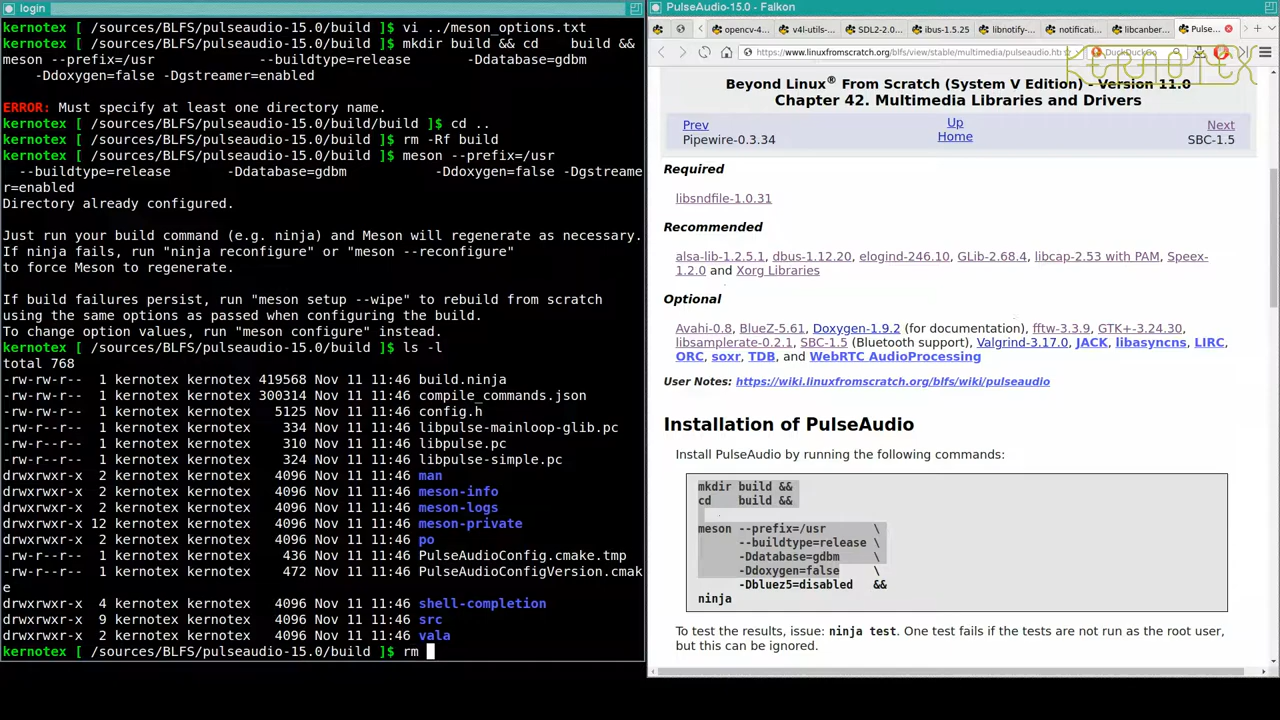 login
kernotex [ /sources/BLFS/pulseaudio-15.0/build ]$ vi ../meson_options.txt
kernotex [ /sources/BLFS/pulseaudio-15.0/build ]$ mkdir build && cd    build &&
meson --prefix=/usr             --buildtype=release       -Ddatabase=gdbm
      -Ddoxygen=false -Dgstreamer=enabled
ERROR: Must specify at least one directory name.
kernotex [ /sources/BLFS/pulseaudio-15.0/build/build ]$ cd ..
kernotex [ /sources/BLFS/pulseaudio-15.0/build ]$ rm -Rf build
kernotex [ /sources/BLFS/pulseaudio-15.0/build ]$ meson --prefix=/usr
  --buildtype=release       -Ddatabase=gdbm           -Ddoxygen=false -Dgstreame
r=enabled
Directory already configured.
Just run your build command (e.g. ninja) and Meson will regenerate as necessary.
If ninja fails, run "ninja reconfigure" or "meson --reconfigure"
to force Meson to regenerate.
If build failures persist, run "meson setup --wipe" to rebuild from scratch
using the same options as passed when configuring the build.
To change option values, run "meson configure" instead.
kernotex [ /sources/BLFS/pulseaudio-15.0/build ]$ ls -l
total 768
-rw-rw-r--  1 kernotex kernotex 419568 Nov 11 11:46 build.ninja
-rw-rw-r--  1 kernotex kernotex 300314 Nov 11 11:46 compile_commands.json
-rw-rw-r--  1 kernotex kernotex   5125 Nov 11 11:46 config.h
-rw-rw-r--  1 kernotex kernotex    334 Nov 11 11:46 libpulse-mainloop-glib.pc
-rw-rw-r--  1 kernotex kernotex    310 Nov 11 11:46 libpulse.pc
-rw-rw-r--  1 kernotex kernotex    324 Nov 11 11:46 libpulse-simple.pc
drwxrwxr-x  2 kernotex kernotex   4096 Nov 11 11:46 man
drwxrwxr-x  2 kernotex kernotex   4096 Nov 11 11:46 meson-info
drwxrwxr-x  2 kernotex kernotex   4096 Nov 11 11:46 meson-logs
drwxrwxr-x 12 kernotex kernotex   4096 Nov 11 11:46 meson-private
drwxrwxr-x  2 kernotex kernotex   4096 Nov 11 11:46 po
-rw-r--r--  1 kernotex kernotex    436 Nov 11 11:46 PulseAudioConfig.cmake.tmp
-rw-r--r--  1 kernotex kernotex    472 Nov 11 11:46 PulseAudioConfigVersion.cmak
e
drwxrwxr-x  4 kernotex kernotex   4096 Nov 11 11:46 shell-completion
drwxrwxr-x  9 kernotex kernotex   4096 Nov 11 11:46 src
drwxrwxr-x  2 kernotex kernotex   4096 Nov 11 11:46 vala
kernotex [ /sources/BLFS/pulseaudio-15.0/build ]$ rm
PulseAudio-15.0 - Falkon
opencv-4... v4l-utils-... SDL2-2.0... ibus-1.5.25 libnotify-... notificati... libcanber... Pulse...
https://www.linuxfromscratch.org/blfs/view/stable/multimedia/pulseaudio.ht DuckDuckGo
KERNOTEX
Beyond Linux® From Scratch (System V Edition) - Version 11.0
Chapter 42. Multimedia Libraries and Drivers
Prev Up Next
Pipewire-0.3.34 Home SBC-1.5
Required
libsndfile-1.0.31
Recommended
alsa-lib-1.2.5.1, dbus-1.12.20, elogind-246.10, GLib-2.68.4, libcap-2.53 with PAM, Speex-
1.2.0 and Xorg Libraries
Optional
Avahi-0.8, BlueZ-5.61, Doxygen-1.9.2 (for documentation), fftw-3.3.9, GTK+-3.24.30,
libsamplerate-0.2.1, SBC-1.5 (Bluetooth support), Valgrind-3.17.0, JACK, libasyncns, LIRC,
ORC, soxr, TDB, and WebRTC AudioProcessing
User Notes: https://wiki.linuxfromscratch.org/blfs/wiki/pulseaudio
Installation of PulseAudio
Install PulseAudio by running the following commands:
mkdir build &&
cd    build &&
meson --prefix=/usr       \
      --buildtype=release \
      -Ddatabase=gdbm     \
      -Ddoxygen=false     \
      -Dbluez5=disabled   &&
ninja
To test the results, issue: ninja test. One test fails if the tests are not run as the root user,
but this can be ignored.